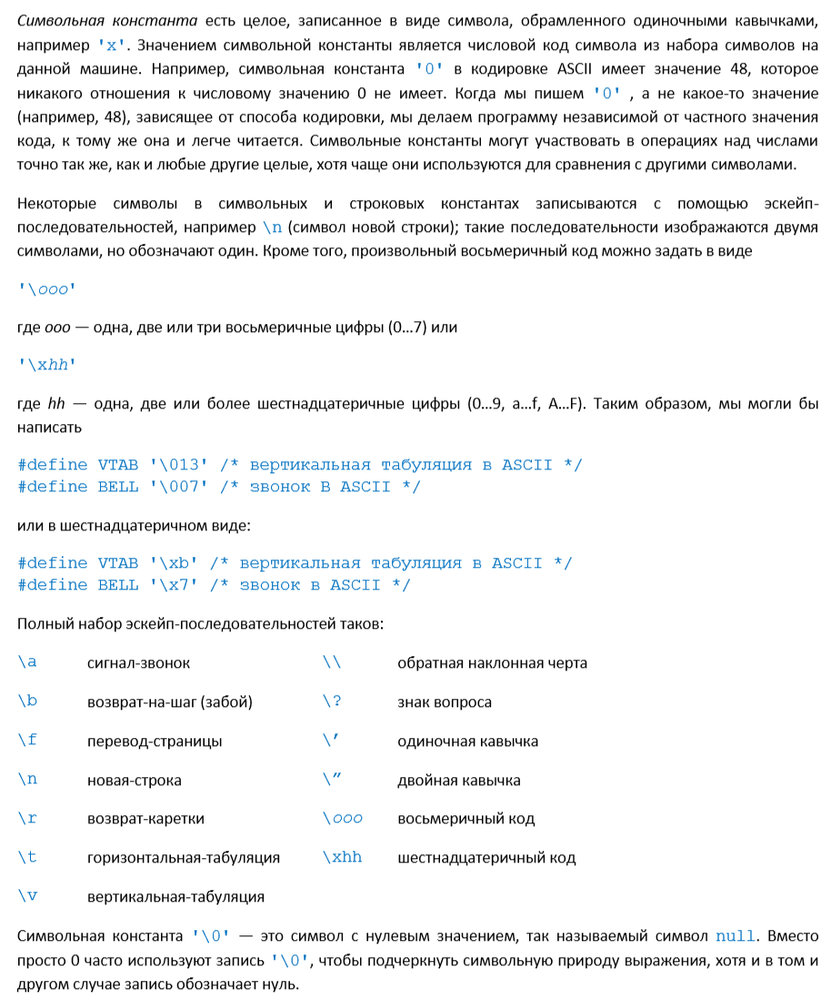 Символьная константа есть целое, записанное в виде символа, обрамленного одиночными кавычками,
например 'x'. Значением символьной константы является числовой код символа из набора символов на
данной машине. Например, символьная константа '0' в кодировке ASCII имеет значение 48, которое
никакого отношения к числовому значению 0 не имеет. Когда мы пишем '0' , а не какое-то значение
(например, 48), зависящее от способа кодировки, мы делаем программу независимой от частного значения
кода, к тому же она и легче читается. Символьные константы могут участвовать в операциях над числами
точно так же, как и любые другие целые, хотя чаще они используются для сравнения с другими символами.
Некоторые символы в символьных и строковых константах записываются с помощью эскейп-
последовательностей, например \n (символ новой строки); такие последовательности изображаются двумя
символами, но обозначают один. Кроме того, произвольный восьмеричный код можно задать в виде
'\ooo'
где ooo — одна, две или три восьмеричные цифры (0...7) или
'\xhh'
где hh — одна, две или более шестнадцатеричные цифры (0...9, a...f, A...F). Таким образом, мы могли бы
написать
#define VTAB '\013' /* вертикальная табуляция в ASCII */
#define BELL '\007' /* звонок В ASCII */
или в шестнадцатеричном виде:
#define VTAB '\xb' /* вертикальная табуляция в ASCII */
#define BELL '\x7' /* звонок в ASCII */
Полный набор эскейп-последовательностей таков:
\a сигнал-звонок \\ обратная наклонная черта
\b возврат-на-шаг (забой) \? знак вопроса
\f перевод-страницы \’ одиночная кавычка
\n новая-строка \” двойная кавычка
\r возврат-каретки \ooo восьмеричный код
\t горизонтальная-табуляция \xhh шестнадцатеричный код
\v вертикальная-табуляция
Символьная константа '\0' — это символ с нулевым значением, так называемый символ null. Вместо
просто 0 часто используют запись '\0', чтобы подчеркнуть символьную природу выражения, хотя и в том и
другом случае запись обозначает нуль.